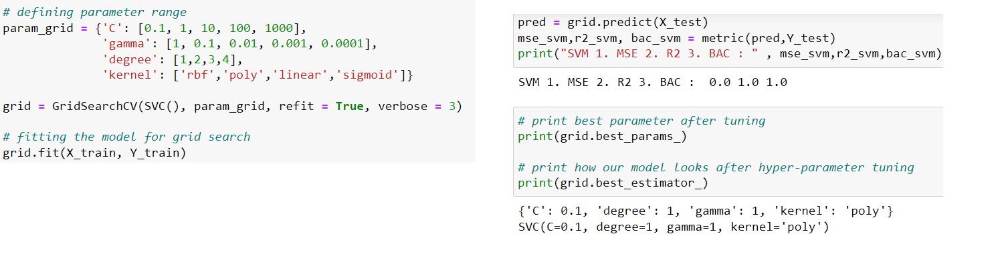 # defining parameter range
param_grid = {'C': [0.1, 1, 10, 100, 1000],
'gamma': [1, 0.1, 0.01, 0.001, 0.0001],
'degree': [1,2,3,4],
'kernel': ['rbf','poly','linear','sigmoid']}
grid = GridSearchCV(SVC(), param_grid, refit = True, verbose = 3)
# fitting the model for grid search
grid.fit(X_train, Y_train)
pred = grid.predict(X_test)
mse_svm,r2_svm, bac_svm = metric(pred,Y_test)
print("SVM 1. MSE 2. R2 3. BAC : " , mse_svm,r2_svm,bac_svm)
SVM 1. MSE 2. R2 3. BAC :  0.0 1.0 1.0
# print best parameter after tuning
print(grid.best_params_)
# print how our model looks after hyper-parameter tuning
print(grid.best_estimator_)
{'C': 0.1, 'degree': 1, 'gamma': 1, 'kernel': 'poly'}
SVC(C=0.1, degree=1, gamma=1, kernel='poly')